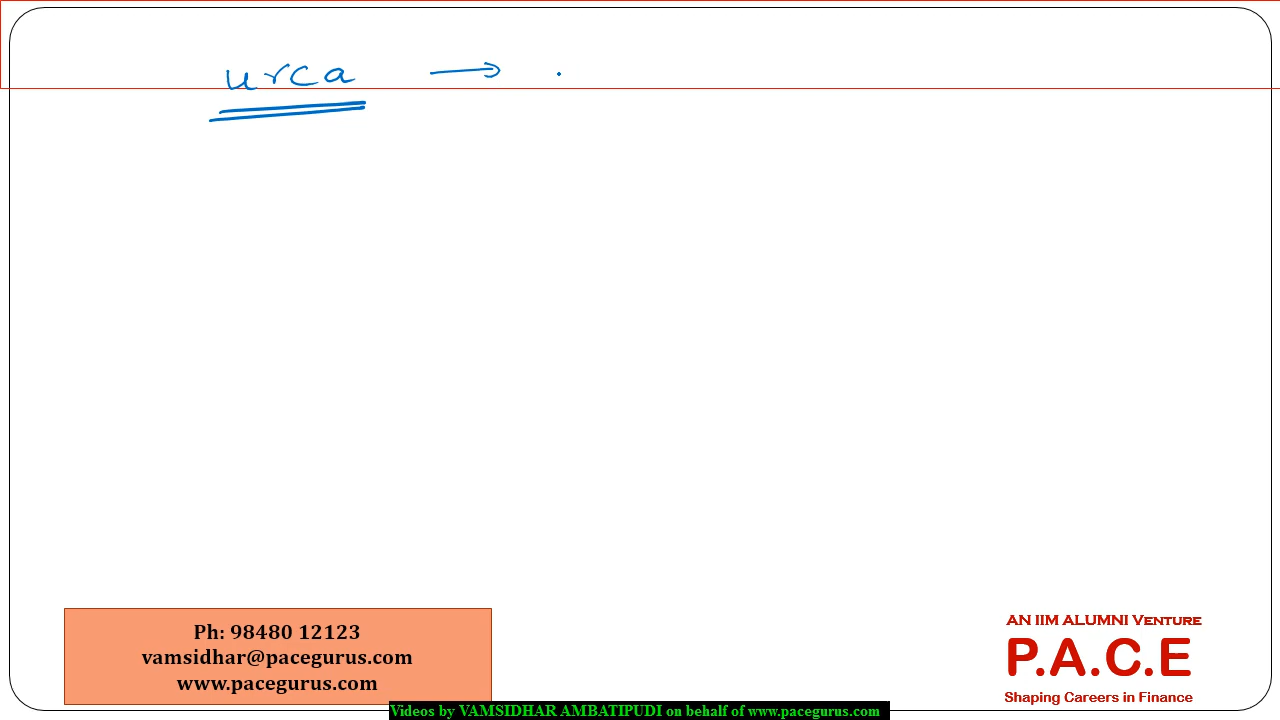 urca →
Ph: 98480 12123
vamsidhar@pacegurus.com
www.pacegurus.com
AN IIM ALUMNI VENTURE
P.A.C.E
Shaping Careers in Finance
Videos by VAMSIDHAR AMBATIPUDI on behalf of www.pacegurus.com